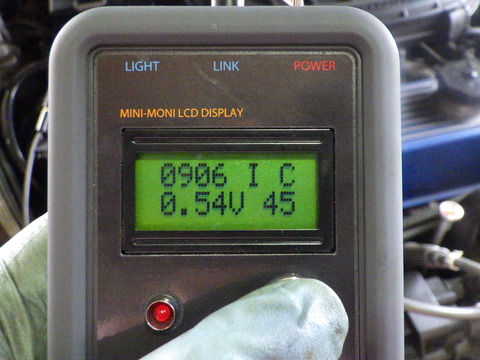 LIGHT LINK POWER
MINI-MONI LCD DISPLAY
0906 I C
0.54V 45